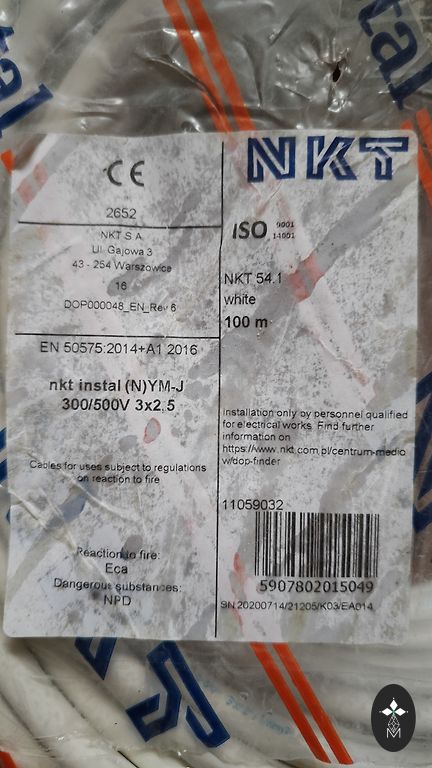 CE
2652
NKT S.A.
Ul. Gajowa 3
43 - 254 Warszowice
16
DOP000048_EN_Rev 6
EN 50575:2014+A1 2016
nkt instal (N)YM-J
300/500V 3x2,5
Cables for uses subject to regulations
on reaction to fire
Reaction to fire:
Eca
Dangerous substances:
NPD
NKT
ISO 9001
14001
NKT 54.1
white
100 m
Installation only by personnel qualified
for electrical works. Find further
information on
https://www.nkt.com.pl/centrum-medio
w/dop-finder
11059032
5907802015049
SN 20200714/21205/K03/EA014